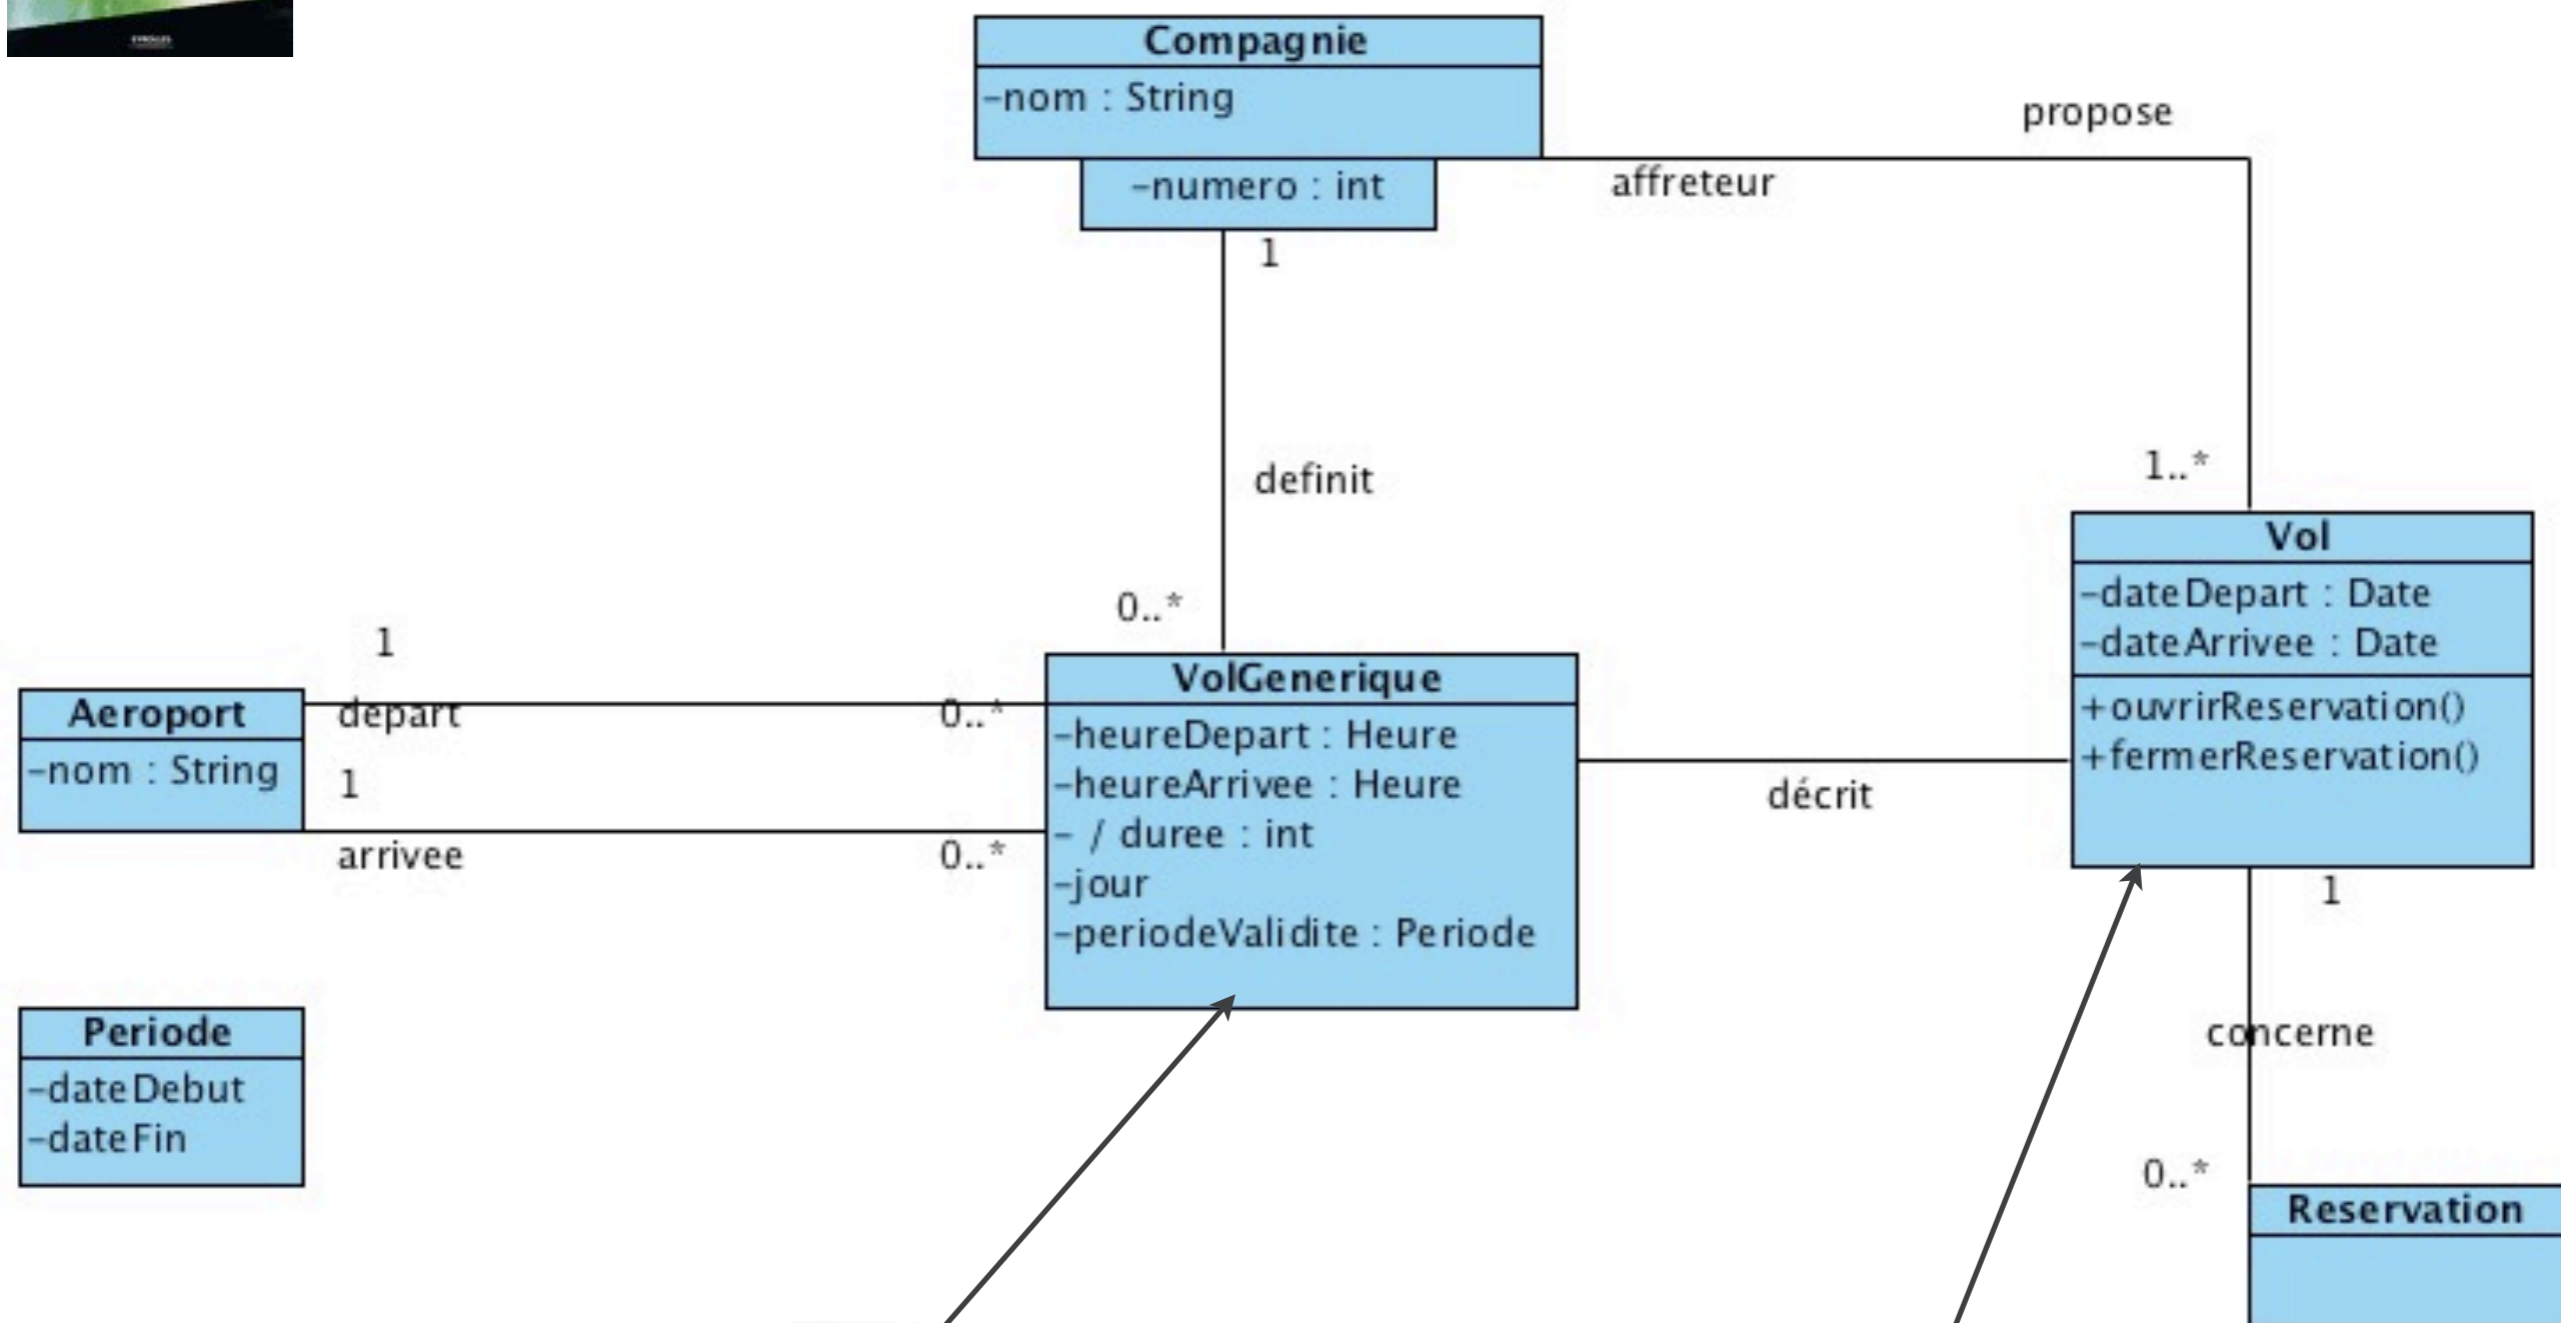 EYROLLES
Compagnie
-nom : String
-numero : int
propose
affreteur
1
definit
0..*
1..*
Vol
-dateDepart : Date
-dateArrivee : Date
+ouvrirReservation()
+fermerReservation()
1
depart
0..*
Aeroport
-nom : String
1
arrivee
0..*
VolGenerique
-heureDepart : Heure
-heureArrivee : Heure
- / duree : int
-jour
-periodeValidite : Periode
décrit
1
concerne
0..*
Periode
-dateDebut
-dateFin
Reservation